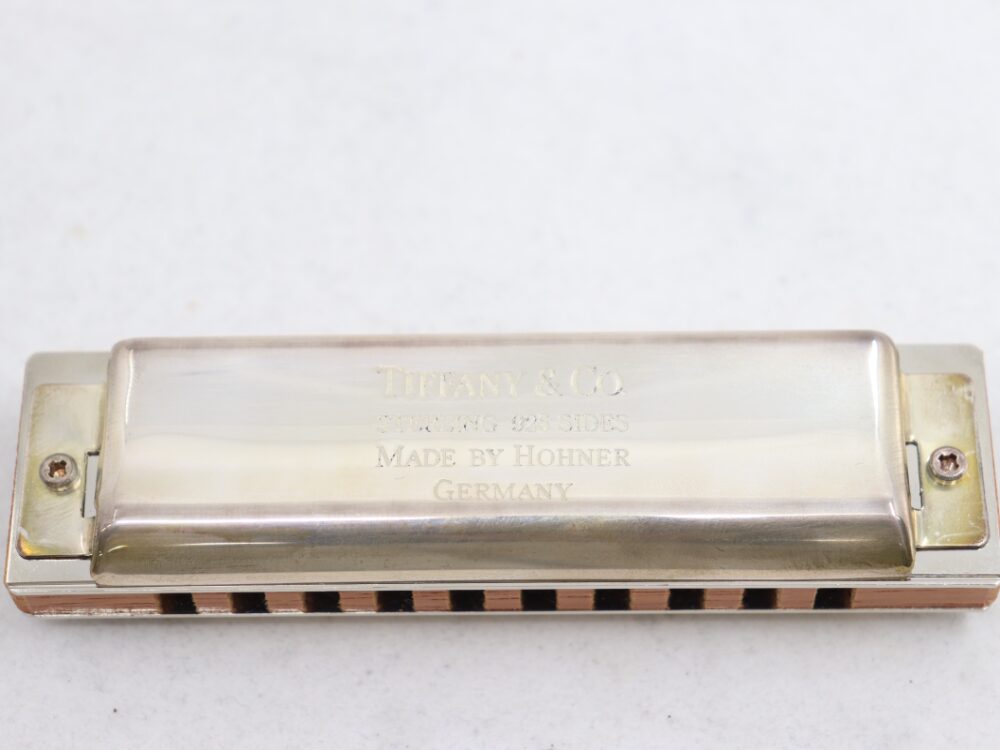 TIFFANY & CO.
STERLING 925 SIDES
MADE BY HOHNER
GERMANY